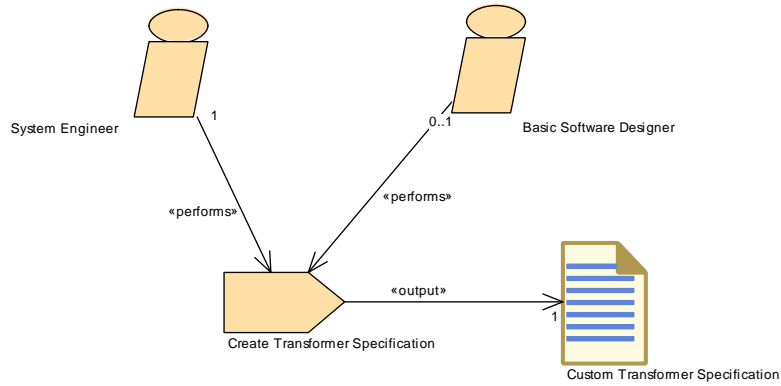 1
System Engineer
0..1
Basic Software Designer
«performs»
«performs»
«output»
1
Create Transformer Specification
Custom Transformer Specification